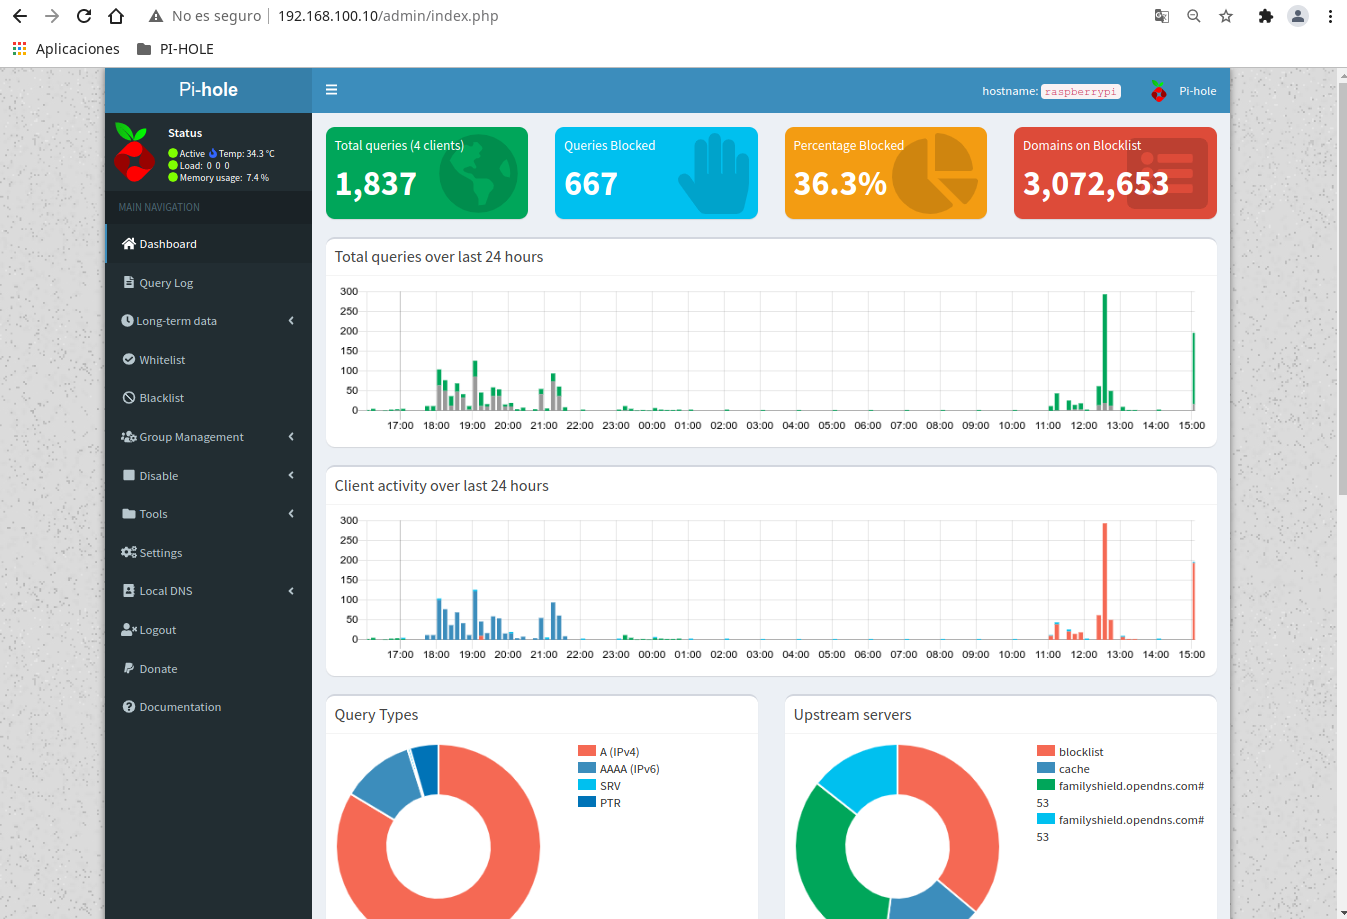 No es seguro 192.168.100.10/admin/index.php
Aplicaciones PI-HOLE
Pi-hole
hostname: raspberrypi Pi-hole
Status
Active Temp: 34.3 °C
Load: 0 0 0
Memory usage: 7.4 %
MAIN NAVIGATION
Dashboard
Query Log
Long-term data
Whitelist
Blacklist
Group Management
Disable
Tools
Settings
Local DNS
Logout
Donate
Documentation
Total queries (4 clients)
1,837
Queries Blocked
667
Percentage Blocked
36.3%
Domains on Blocklist
3,072,653
Total queries over last 24 hours
300
250
200
150
100
50
0
17:00 18:00 19:00 20:00 21:00 22:00 23:00 00:00 01:00 02:00 03:00 04:00 05:00 06:00 07:00 08:00 09:00 10:00 11:00 12:00 13:00 14:00 15:00
Client activity over last 24 hours
300
250
200
150
100
50
0
17:00 18:00 19:00 20:00 21:00 22:00 23:00 00:00 01:00 02:00 03:00 04:00 05:00 06:00 07:00 08:00 09:00 10:00 11:00 12:00 13:00 14:00 15:00
Query Types
A (IPv4)
AAAA (IPv6)
SRV
PTR
Upstream servers
blocklist
cache
familyshield.opendns.com#
53
familyshield.opendns.com#
53